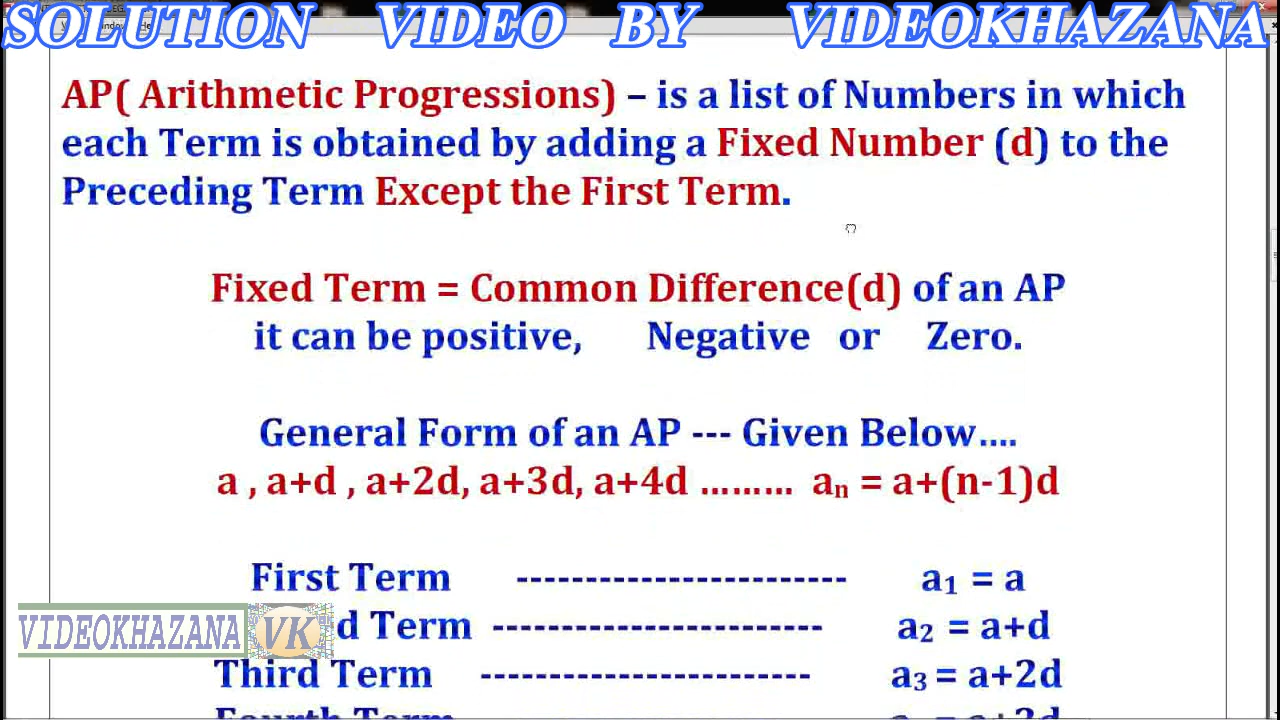 SOLUTION VIDEO BY VIDEOKHAZANA
AP( Arithmetic Progressions) – is a list of Numbers in which
each Term is obtained by adding a Fixed Number (d) to the
Preceding Term Except the First Term.
Fixed Term = Common Difference(d) of an AP
it can be positive, Negative or Zero.
General Form of an AP --- Given Below....
a , a+d , a+2d, a+3d, a+4d ......... aₙ = a+(n-1)d
First Term ------------------------ a₁ = a
d Term ------------------------ a₂ = a+d
VIDEOKHAZANA VK
Third Term ------------------------ a₃ = a+2d
Fourth Term